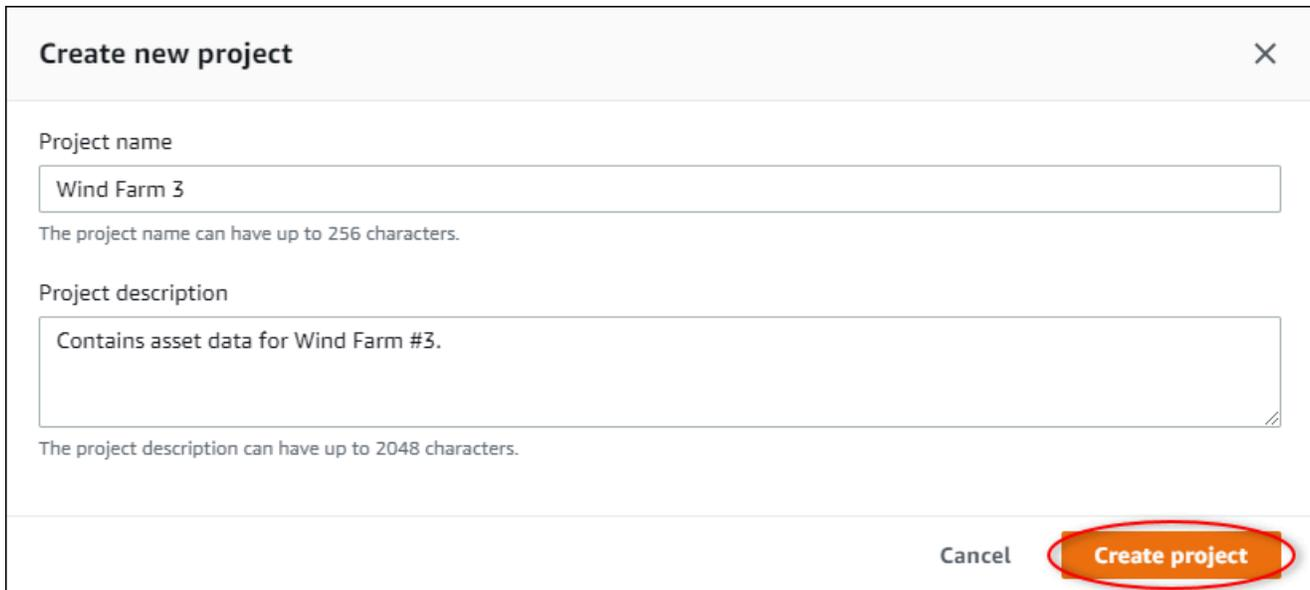 Create new project
Project name
Wind Farm 3
The project name can have up to 256 characters.
Project description
Contains asset data for Wind Farm #3.
The project description can have up to 2048 characters.
Cancel
Create project